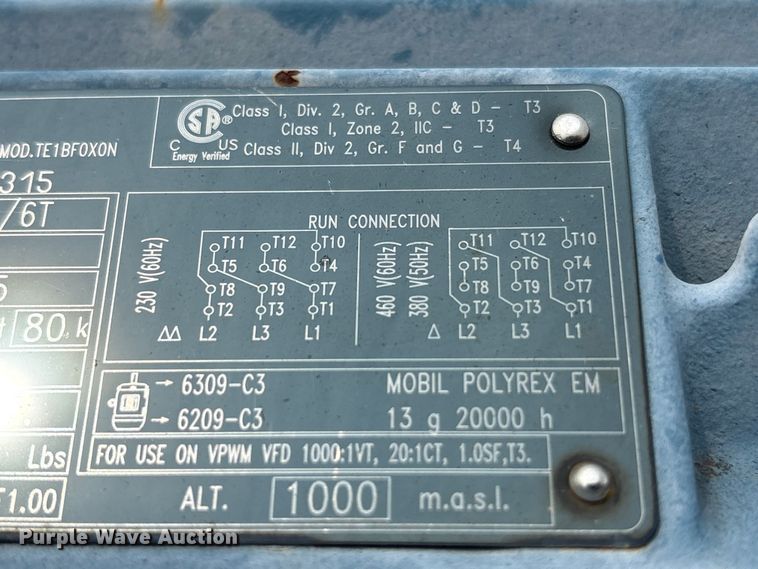 Class I, Div. 2, Gr. A, B, C & D - T3
Class I, Zone 2, IIC - T3
Class II, Div 2, Gr. F and G - T4
CSA
C US
Energy Verified
MOD.TE1BF0X0N
315
/6T
80 k
Lbs
1.00
RUN CONNECTION
230 V(60Hz)
T11 T12 T10
T5 T6 T4
T8 T9 T7
T2 T3 T1
L2 L3 L1
460 V(60Hz)
380 V(50Hz)
T11 T12 T10
T5 T6 T4
T8 T9 T7
T2 T3 T1
Δ L2 L3 L1
6309-C3 MOBIL POLYREX EM
6209-C3 13 g 20000 h
FOR USE ON VPWM VFD 1000:1VT, 20:1CT, 1.0SF,T3.
ALT. 1000 m.a.s.l.
Purple Wave Auction